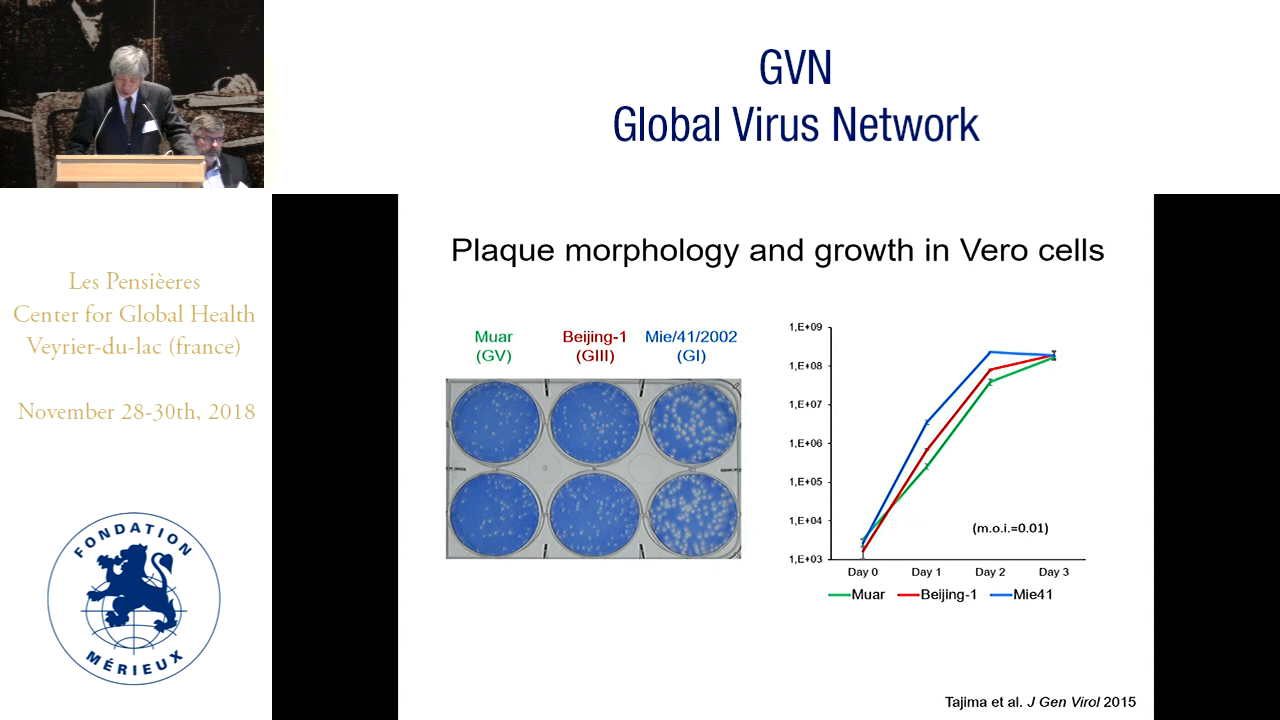 GVN
Global Virus Network
Les Pensièeres
Center for Global Health
Veyrier-du-lac (france)
November 28-30th, 2018
FONDATION
MÉRIEUX
Plaque morphology and growth in Vero cells
Muar
(GV)
Beijing-1
(GIII)
Mie/41/2002
(GI)
1,E+09
1,E+08
1,E+07
1,E+06
1,E+05
1,E+04
1,E+03
(m.o.i.=0.01)
Day 0 Day 1 Day 2 Day 3
Muar Beijing-1 Mie41
Tajima et al. J Gen Virol 2015